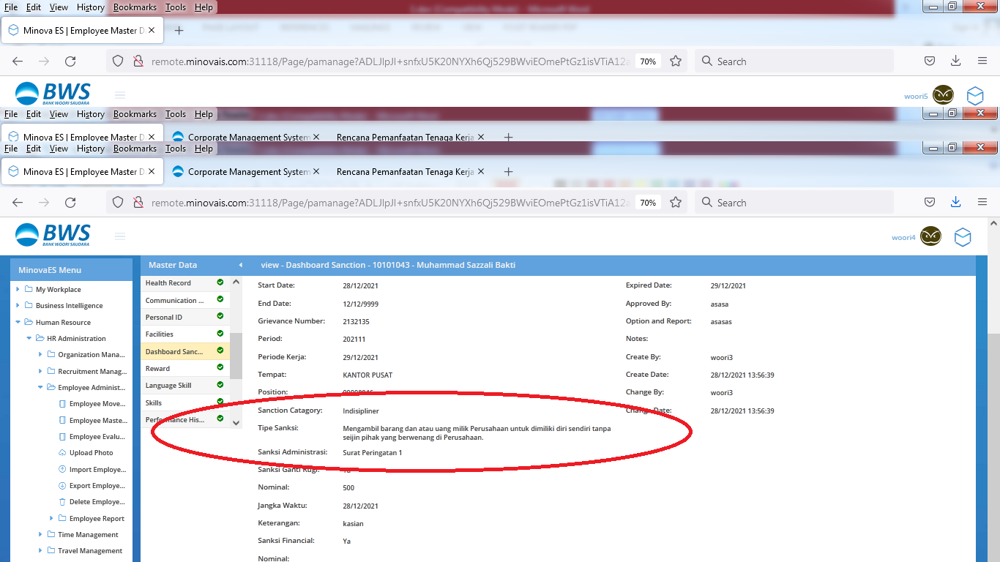 File Edit View History Bookmarks Tools Help
Minova ES | Employee Master D
remote.minovais.com:31118/Page/pamanage?ADLJlpJl+snfxU5K20NYXh6Qj529BWviEOmePtGz1isVTiA12a 70% Search
BWS
BANK WOORI SAUDARA
woori5
File Edit View History Bookmarks Tools Help
Minova ES | Employee Master D Corporate Management System Rencana Pemanfaatan Tenaga Kerja
File Edit View History Bookmarks Tools Help
Minova ES | Employee Master D Corporate Management System Rencana Pemanfaatan Tenaga Kerja
remote.minovais.com:31118/Page/pamanage?ADLJlpJl+snfxU5K20NYXh6Qj529BWviEOmePtGz1isVTiA12a 70% Search
BWS
BANK WOORI SAUDARA
woori4
MinovaES Menu
My Workplace
Business Intelligence
Human Resource
HR Administration
Organization Mana...
Recruitment Manag...
Employee Administ...
Employee Move...
Employee Maste...
Employee Evalu...
Upload Photo
Import Employe...
Export Employe...
Delete Employe...
Employee Report
Time Management
Travel Management
Master Data
Health Record
Communication ...
Personal ID
Facilities
Dashboard Sanc...
Reward
Language Skill
Skills
Performance His...
view - Dashboard Sanction - 10101043 - Muhammad Sazzali Bakti
Start Date: 28/12/2021
End Date: 12/12/9999
Grievance Number: 2132135
Period: 202111
Periode Kerja: 29/12/2021
Tempat: KANTOR PUSAT
Position:
Sanction Catagory: Indisipliner
Tipe Sanksi: Mengambil barang dan atau uang milik Perusahaan untuk dimiliki diri sendiri tanpa
seijin pihak yang berwenang di Perusahaan.
Sanksi Administrasi: Surat Peringatan 1
Sanksi Ganti Rugi: Ya
Nominal: 500
Jangka Waktu: 28/12/2021
Keterangan: kasian
Sanksi Financial: Ya
Nominal:
Expired Date: 29/12/2021
Approved By: asasa
Option and Report: asasas
Notes:
Create By: woori3
Create Date: 28/12/2021 13:56:39
Change By: woori3
Change Date: 28/12/2021 13:56:39